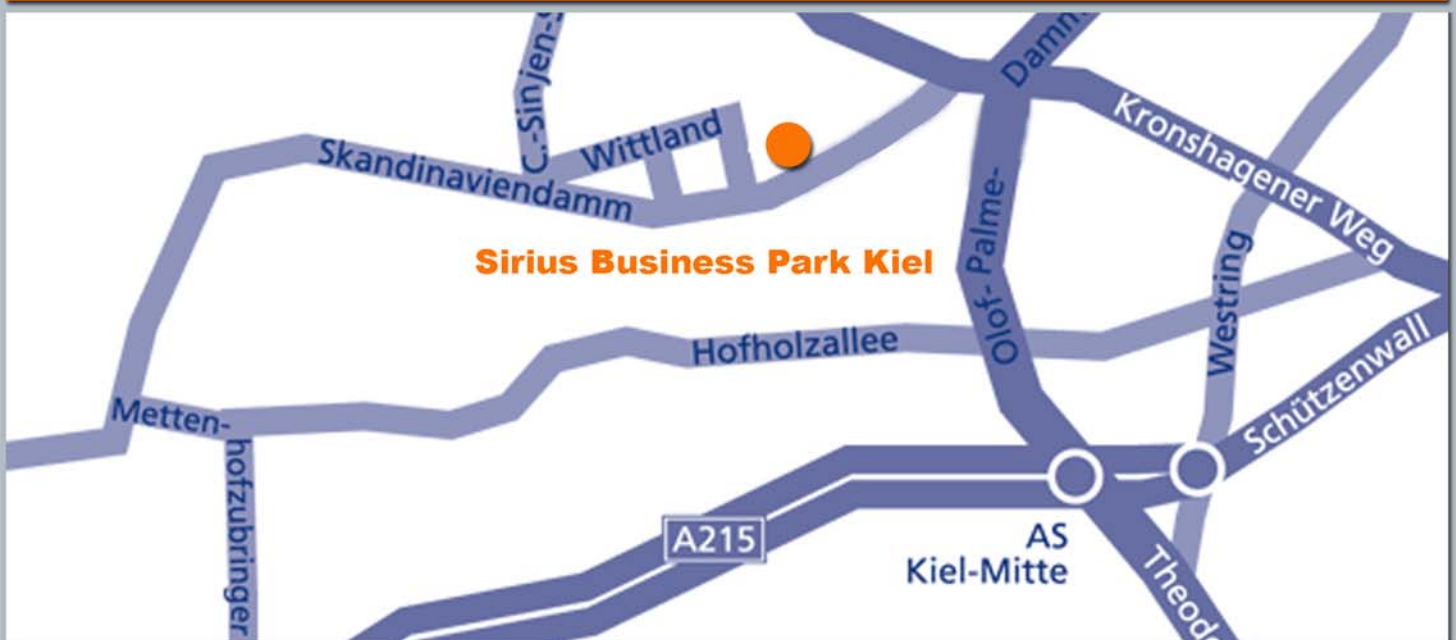 C.-Sinjen-S
Damm
Wittland
Skandinaviendamm
Kronshagener Weg
Olof-Palme-
Sirius Business Park Kiel
Westring
Hofholzallee
Schützenwall
Metten-
hofzubringer
A215
AS
Kiel-Mitte
Theod